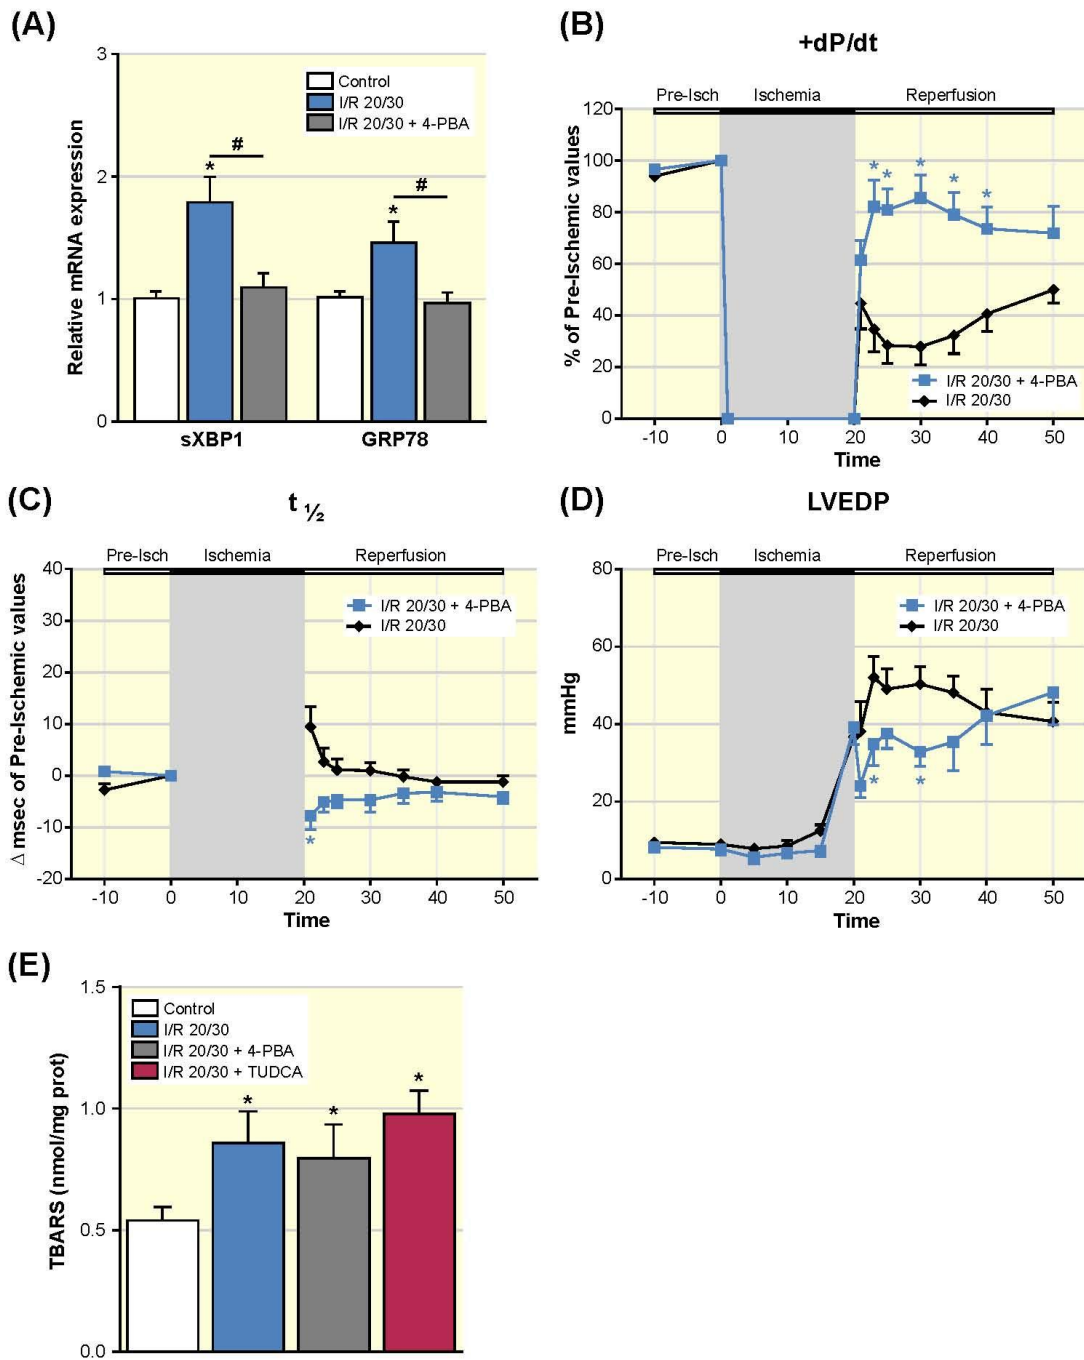 (A)
3
2
1
0
Relative mRNA expression
Control
I/R 20/30
I/R 20/30 + 4-PBA
#
*
#
*
sXBP1
GRP78
(B)
+dP/dt
Pre-Isch
Ischemia
Reperfusion
120
100
80
60
40
20
0
% of Pre-Ischemic values
* * * * *
I/R 20/30 + 4-PBA
I/R 20/30
-10 0 10 20 30 40 50
Time
(C)
t ½
Pre-Isch
Ischemia
Reperfusion
40
30
20
10
0
-10
-20
Δ msec of Pre-Ischemic values
I/R 20/30 + 4-PBA
I/R 20/30
*
-10 0 10 20 30 40 50
Time
(D)
LVEDP
Pre-Isch
Ischemia
Reperfusion
80
60
40
20
0
mmHg
I/R 20/30 + 4-PBA
I/R 20/30
* *
-10 0 10 20 30 40 50
Time
(E)
1.5
1.0
0.5
0.0
TBARS (nmol/mg prot)
Control
I/R 20/30
I/R 20/30 + 4-PBA
I/R 20/30 + TUDCA
* * *